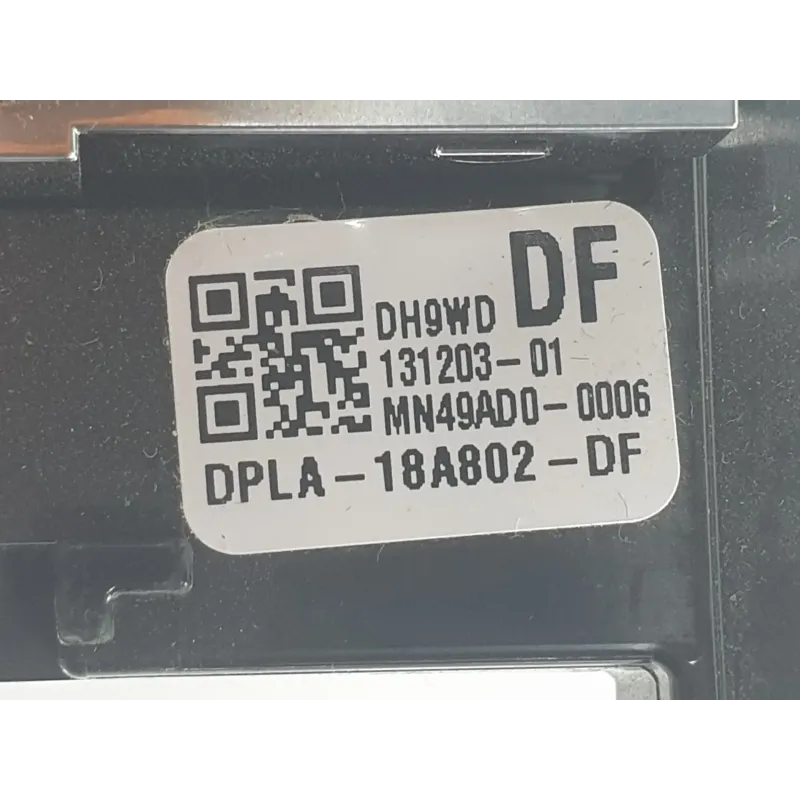 DF
DH9WD
131203-01
MN49AD0-0006
DPLA-18A802-DF